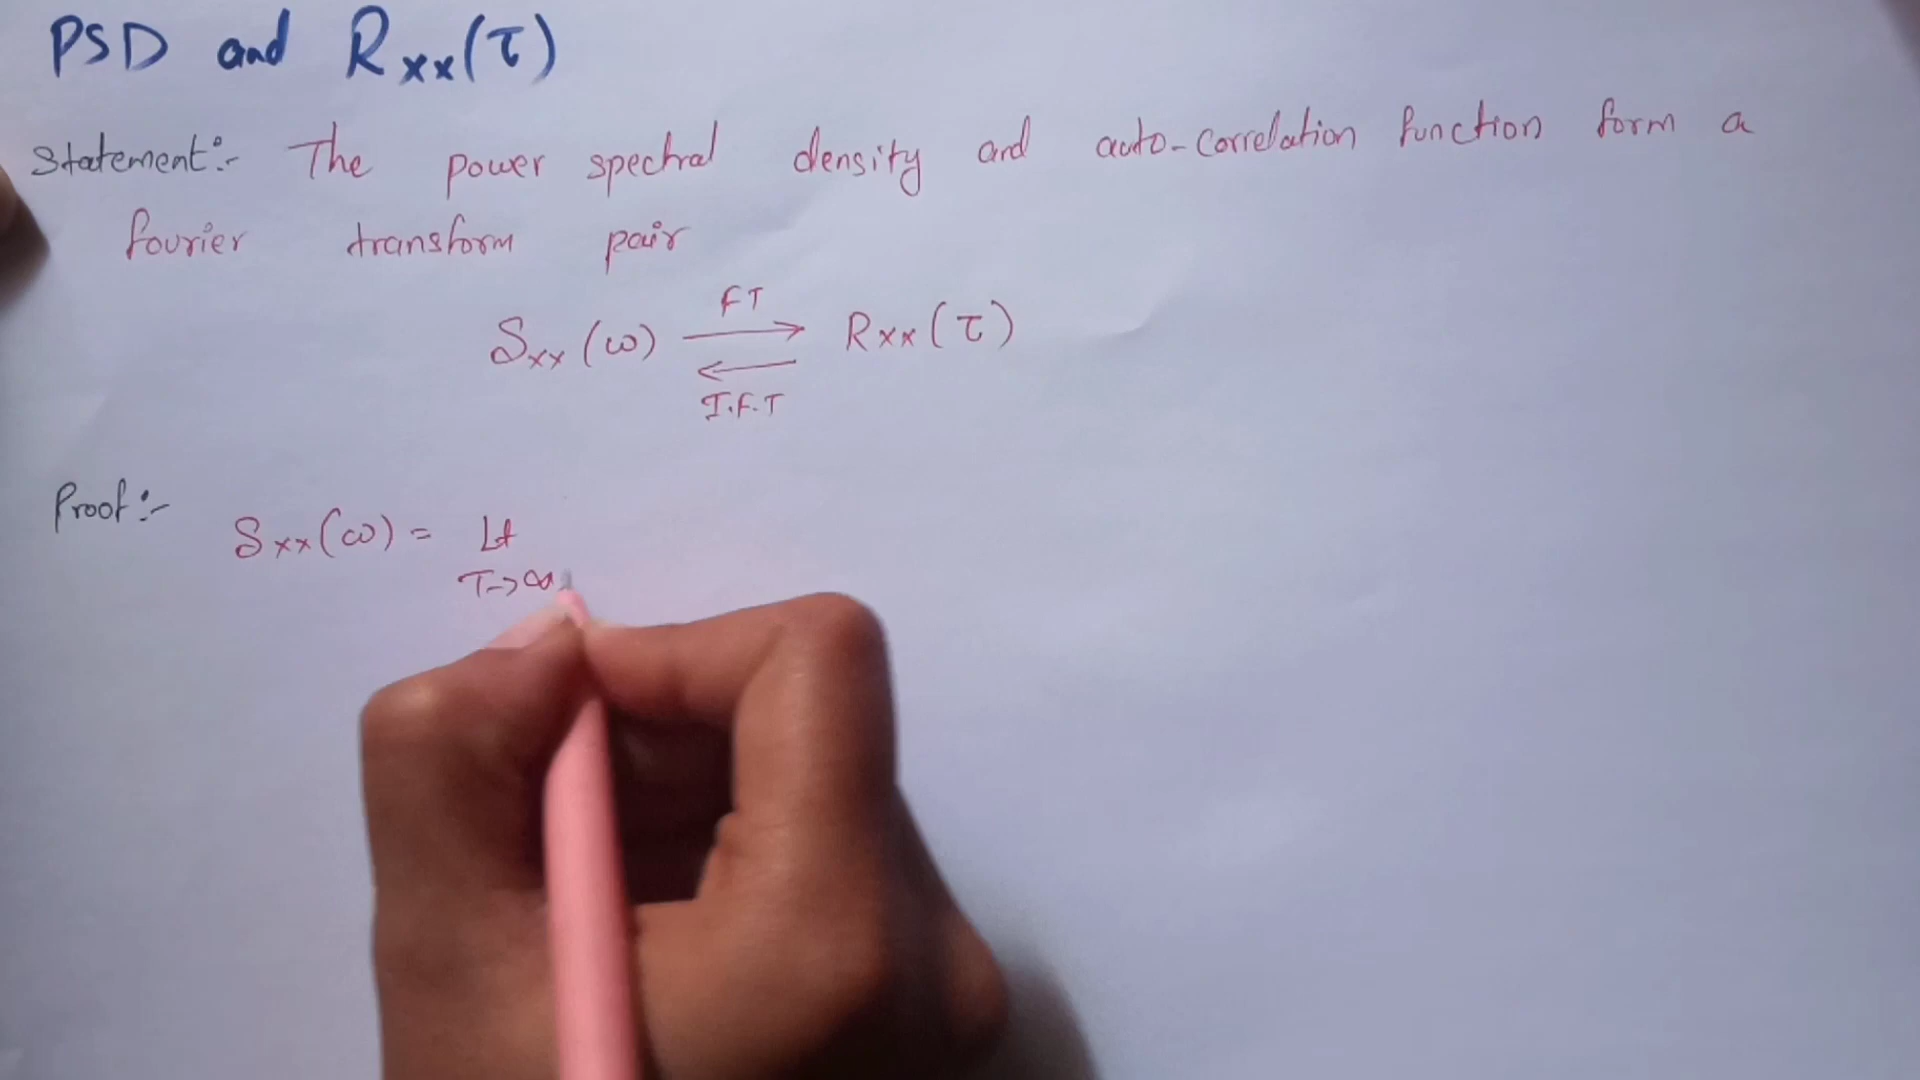 PSD and Rxx(τ)
Statement:- The power spectral density and auto-correlation function form a
fourier transform pair
FT
Sxx(ω) ⟶ Rxx(τ)
⟵
I.F.T
Proof:- Sxx(ω) = Lt
T->∞